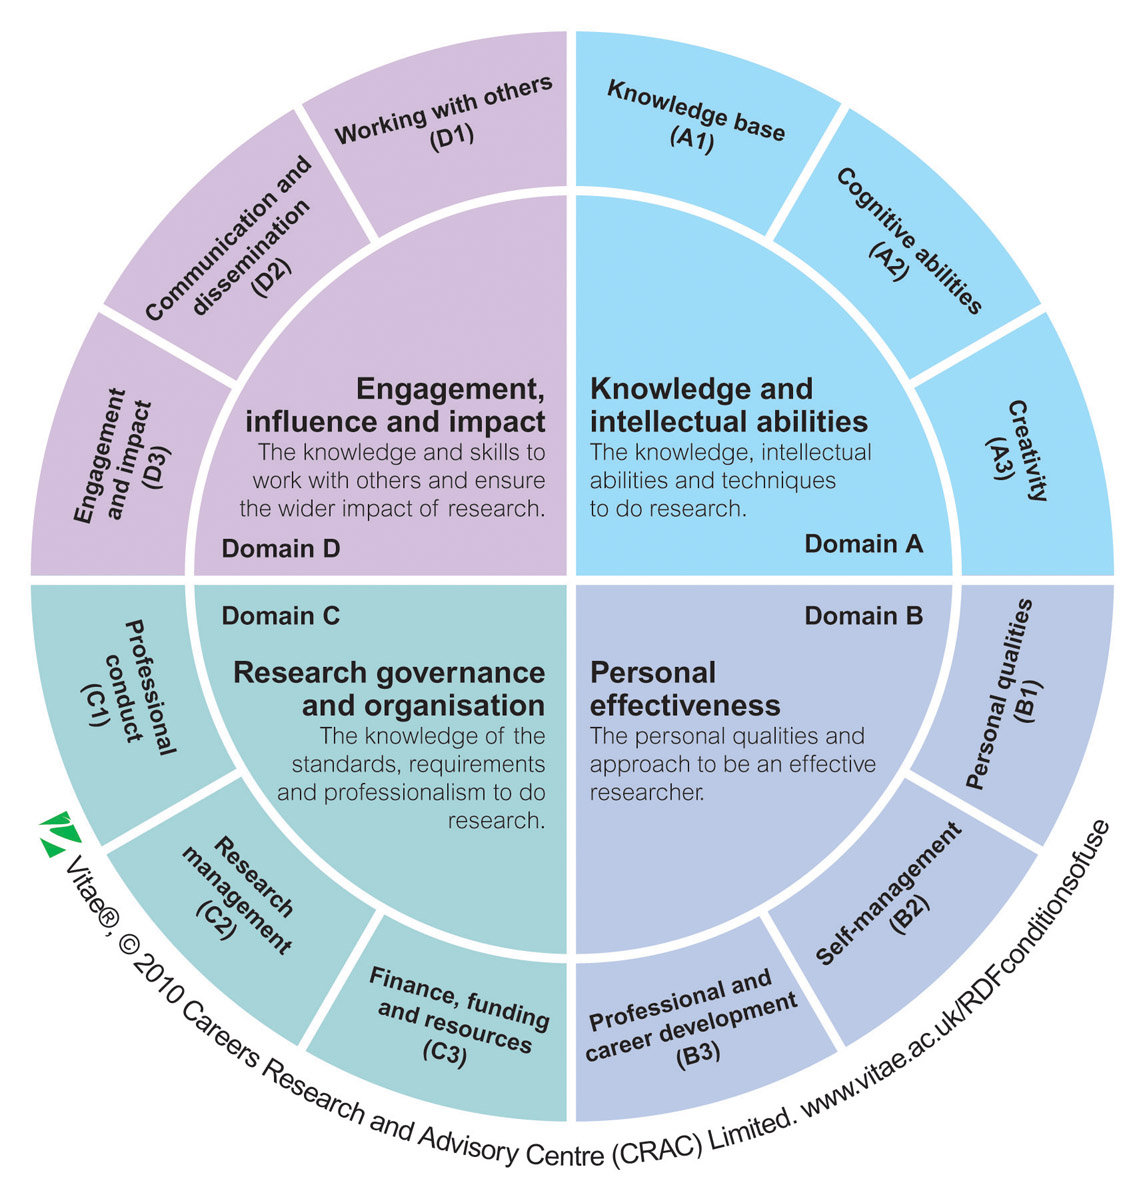 Working with others
(D1)
Knowledge base
(A1)
Communication and
dissemination
(D2)
Cognitive abilities
(A2)
Engagement
and impact
(D3)
Creativity
(A3)
Engagement,
influence and impact
The knowledge and skills to
work with others and ensure
the wider impact of research.
Domain D
Knowledge and
intellectual abilities
The knowledge, intellectual
abilities and techniques
to do research.
Domain A
Domain C
Research governance
and organisation
The knowledge of the
standards, requirements
and professionalism to do
research.
Domain B
Personal
effectiveness
The personal qualities and
approach to be an effective
researcher.
Professional
conduct
(C1)
Personal qualities
(B1)
Research
management
(C2)
Self-management
(B2)
Finance, funding
and resources
(C3)
Professional and
career development
(B3)
Vitae®, © 2010 Careers Research and Advisory Centre (CRAC) Limited. www.vitae.ac.uk/RDFconditionsofuse